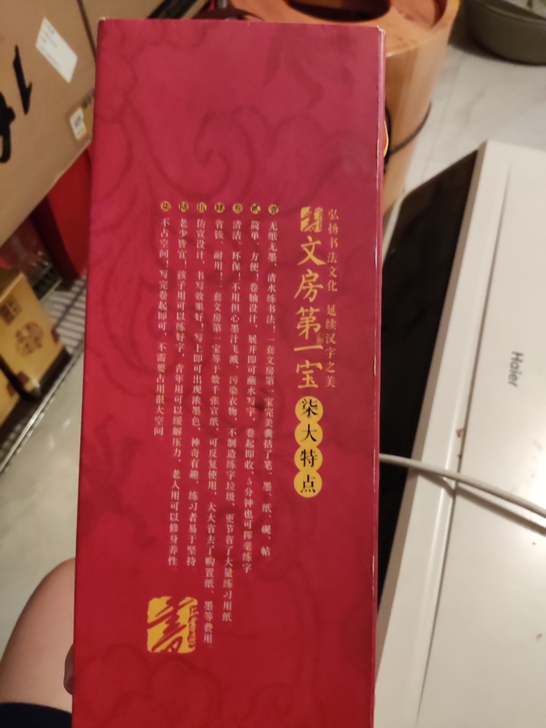 弘扬书法文化 延续汉字之美
文房第一宝 柒大特点
壹 无纸无墨，清水练书法！一套文房第一宝完美囊括了笔、墨、纸、砚、帖
贰 简单、方便！卷轴设计，展开即可蘸水写字，卷起即收，5分钟也可挥毫练字
叁 清洁、环保！不用担心墨汁飞溅，污染衣物，不制造练字垃圾，更节省了大量练习用纸
肆 省钱、耐用！一套文房第一宝等于数千张宣纸，可反复使用，大大省去了购置纸、墨等费用
伍 仿宣设计，书写效果好！写上即可出现浓墨色，神奇有趣，练习者易于坚持
陆 老少皆宜！孩子用可以练好字，青年用可以缓解压力，老人用可以修身养性
柒 不占空间，写完卷起即可，不需要占用很大空间
Haier